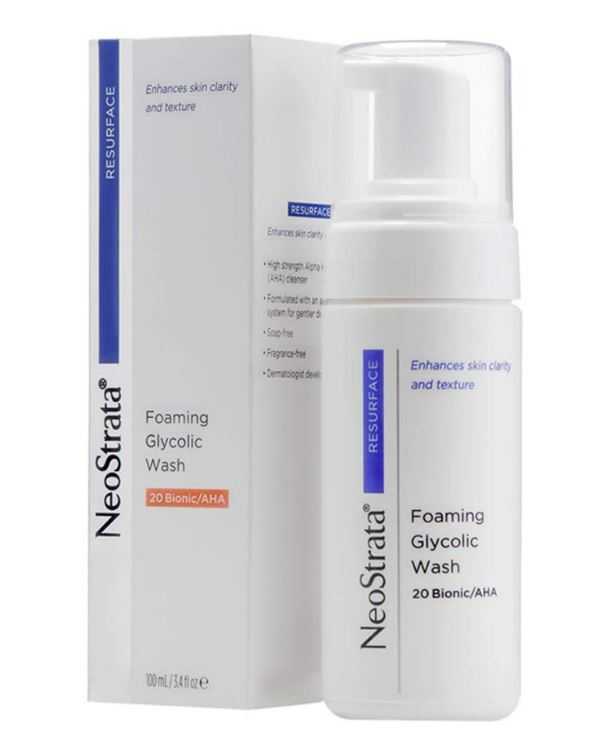 RESURFACE
Enhances skin clarity
and texture
NeoStrata®
Foaming
Glycolic
Wash
20 Bionic/AHA
100 mL / 3.4 fl oz e
RESURFACE
Enhances skin clarity
• High strength Alpha
(AHA) cleanser
• Formulated with an
system for gentler
• Soap-free
• Fragrance-free
• Dermatologist
RESURFACE
Enhances skin clarity
and texture
NeoStrata®
Foaming
Glycolic
Wash
20 Bionic/AHA